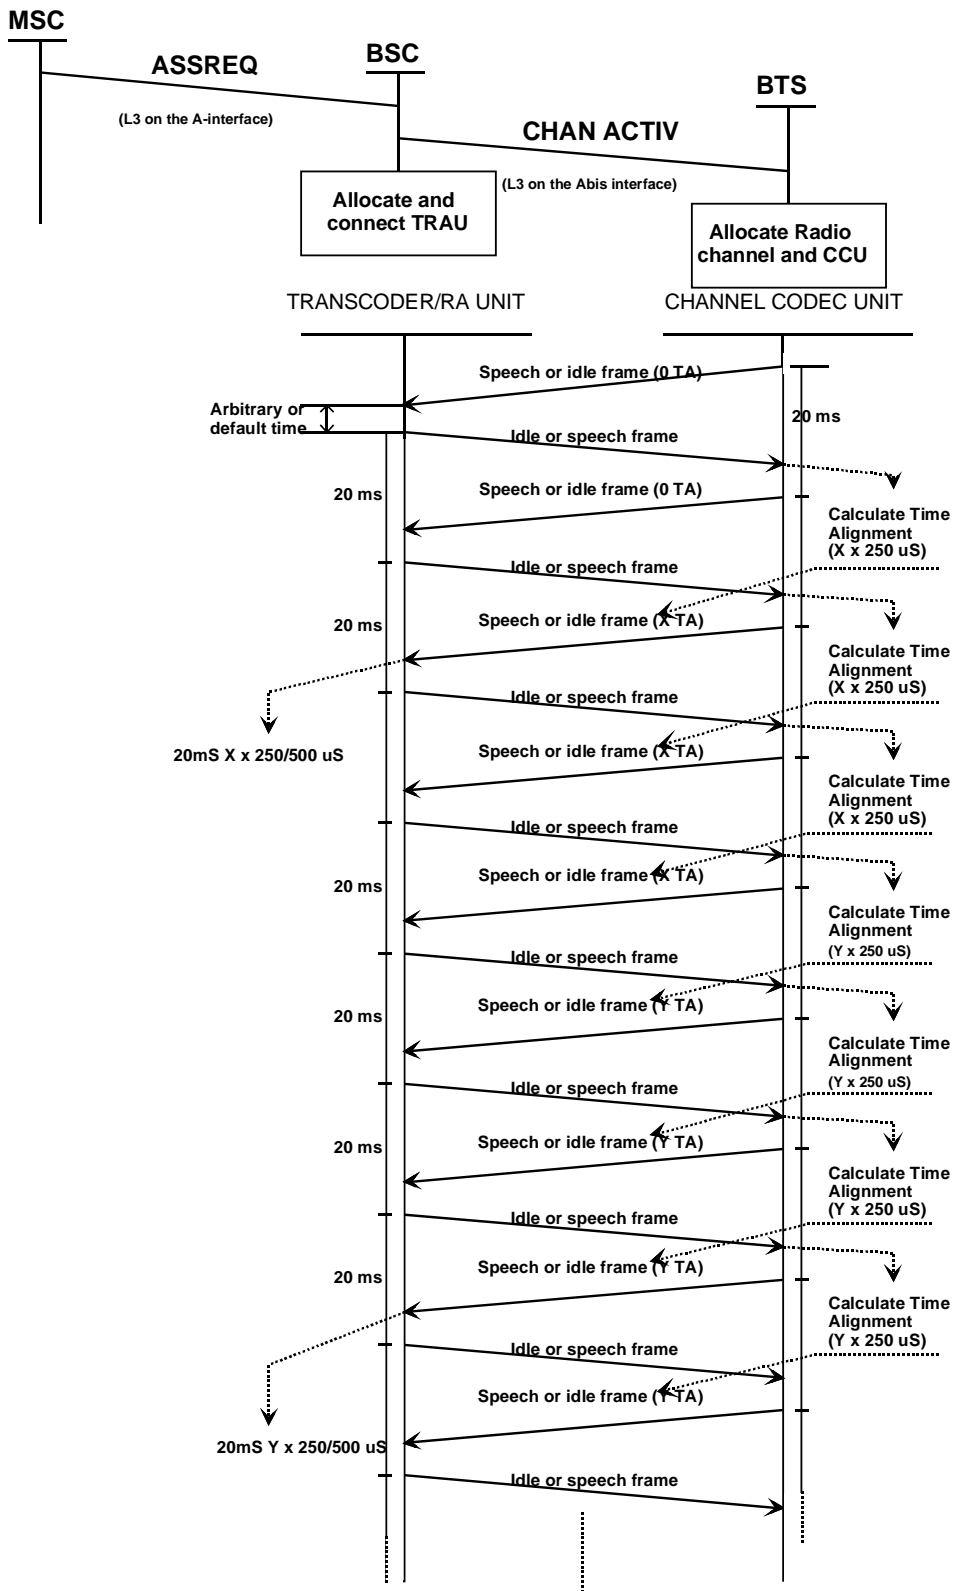 MSC
BSC
ASSREQ
BTS
(L3 on the A-interface)
CHAN ACTIV
(L3 on the Abis interface)
Allocate and
connect TRAU
Allocate Radio
channel and CCU
TRANSCODER/RA UNIT
CHANNEL CODEC UNIT
Speech or idle frame (0 TA)
Arbitrary or
default time
20 ms
Idle or speech frame
20 ms
Speech or idle frame (0 TA)
Calculate Time
Alignment
(X x 250 uS)
Idle or speech frame
20 ms
Speech or idle frame (X TA)
Calculate Time
Alignment
(X x 250 uS)
Idle or speech frame
20mS X x 250/500 uS
Speech or idle frame (X TA)
Calculate Time
Alignment
(X x 250 uS)
Idle or speech frame
20 ms
Speech or idle frame (X TA)
Calculate Time
Alignment
(Y x 250 uS)
Idle or speech frame
20 ms
Speech or idle frame (Y TA)
Calculate Time
Alignment
(Y x 250 uS)
Idle or speech frame
20 ms
Speech or idle frame (Y TA)
Calculate Time
Alignment
(Y x 250 uS)
Idle or speech frame
20 ms
Speech or idle frame (Y TA)
Calculate Time
Alignment
(Y x 250 uS)
Idle or speech frame
Speech or idle frame (Y TA)
20mS Y x 250/500 uS
Idle or speech frame